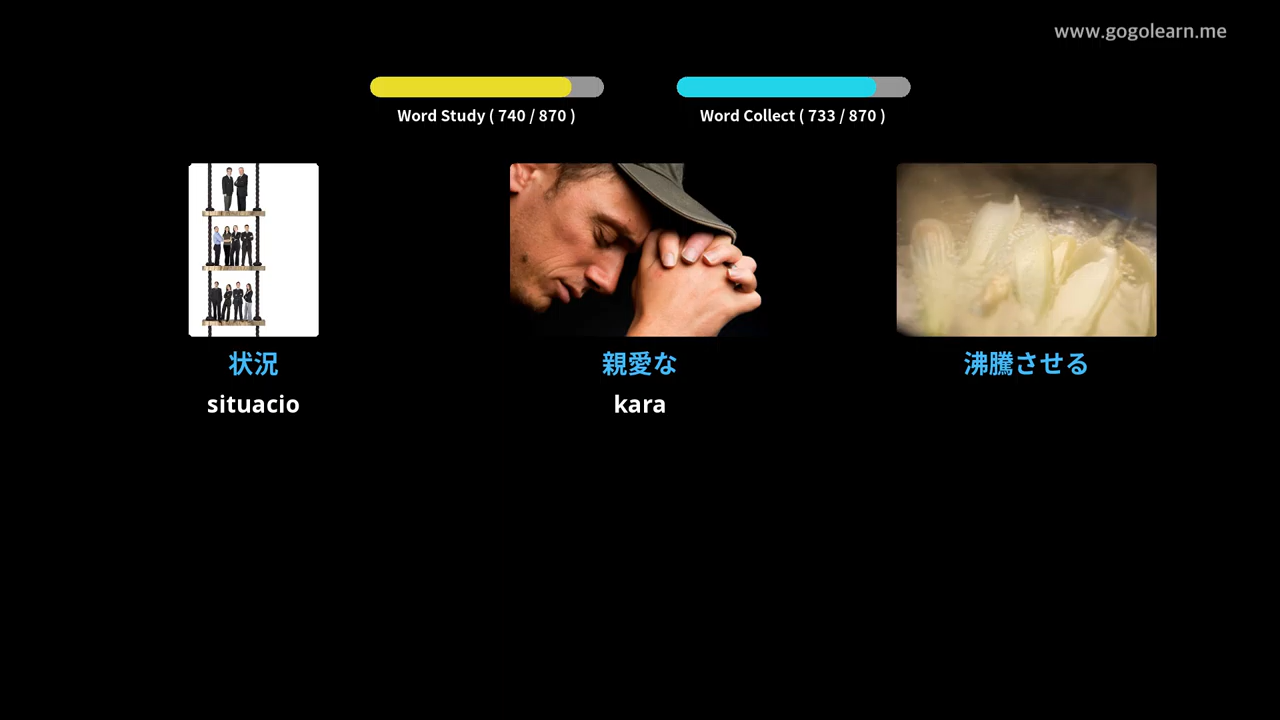 www.gogolearn.me
Word Study ( 740 / 870 )
Word Collect ( 733 / 870 )
状況
situacio
親愛な
kara
沸騰させる